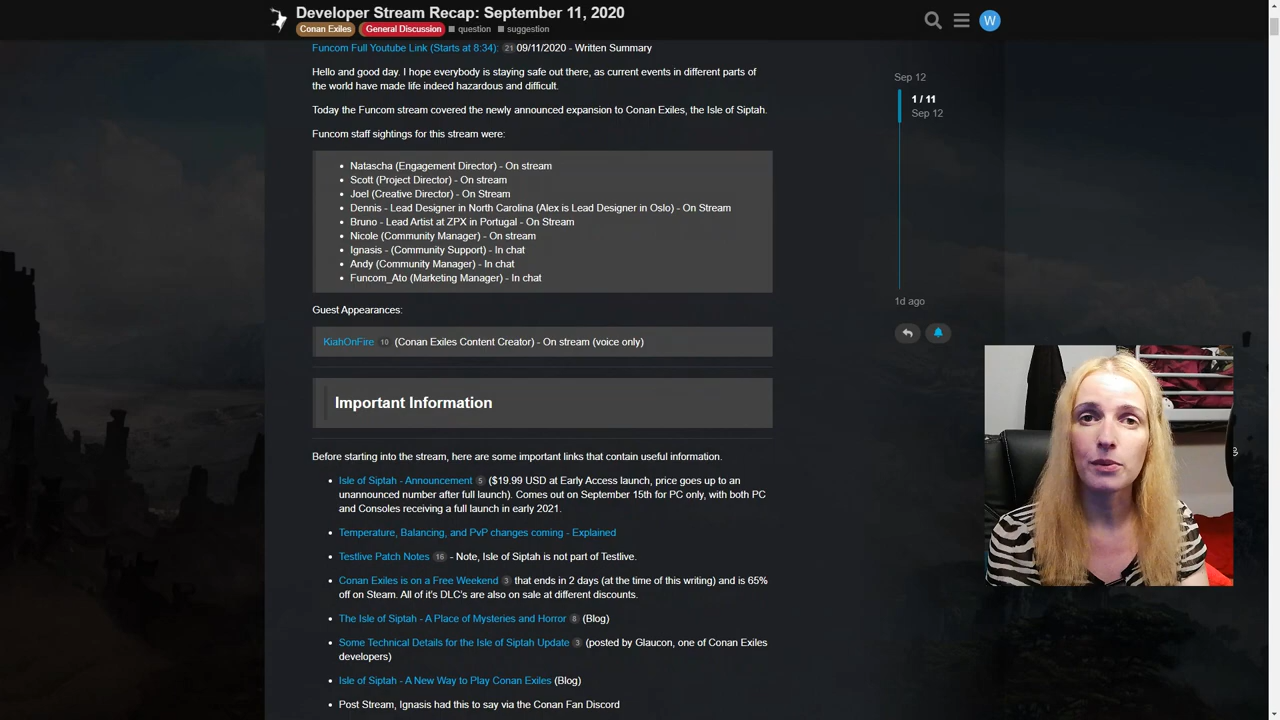 Developer Stream Recap: September 11, 2020
Conan Exiles General Discussion question suggestion
W
Funcom Full Youtube Link (Starts at 8:34): 21 09/11/2020 - Written Summary
Hello and good day. I hope everybody is staying safe out there, as current events in different parts of
the world have made life indeed hazardous and difficult.
Today the Funcom stream covered the newly announced expansion to Conan Exiles, the Isle of Siptah.
Funcom staff sightings for this stream were:
• Natascha (Engagement Director) - On stream
• Scott (Project Director) - On stream
• Joel (Creative Director) - On Stream
• Dennis - Lead Designer in North Carolina (Alex is Lead Designer in Oslo) - On Stream
• Bruno - Lead Artist at ZPX in Portugal - On Stream
• Nicole (Community Manager) - On stream
• Ignasis - (Community Support) - In chat
• Andy (Community Manager) - In chat
• Funcom_Ato (Marketing Manager) - In chat
Guest Appearances:
KiahOnFire 10 (Conan Exiles Content Creator) - On stream (voice only)
Important Information
Before starting into the stream, here are some important links that contain useful information.
• Isle of Siptah - Announcement 5 ($19.99 USD at Early Access launch, price goes up to an
unannounced number after full launch). Comes out on September 15th for PC only, with both PC
and Consoles receiving a full launch in early 2021.
• Temperature, Balancing, and PvP changes coming - Explained
• Testlive Patch Notes 16 - Note, Isle of Siptah is not part of Testlive.
• Conan Exiles is on a Free Weekend 3 that ends in 2 days (at the time of this writing) and is 65%
off on Steam. All of it's DLC's are also on sale at different discounts.
• The Isle of Siptah - A Place of Mysteries and Horror 8 (Blog)
• Some Technical Details for the Isle of Siptah Update 3 (posted by Glaucon, one of Conan Exiles
developers)
• Isle of Siptah - A New Way to Play Conan Exiles (Blog)
• Post Stream, Ignasis had this to say via the Conan Fan Discord
Sep 12
1 / 11
Sep 12
1d ago